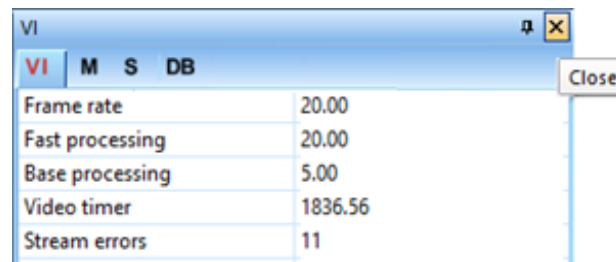 VI
VI M S DB
Close
Frame rate 20.00
Fast processing 20.00
Base processing 5.00
Video timer 1836.56
Stream errors 11